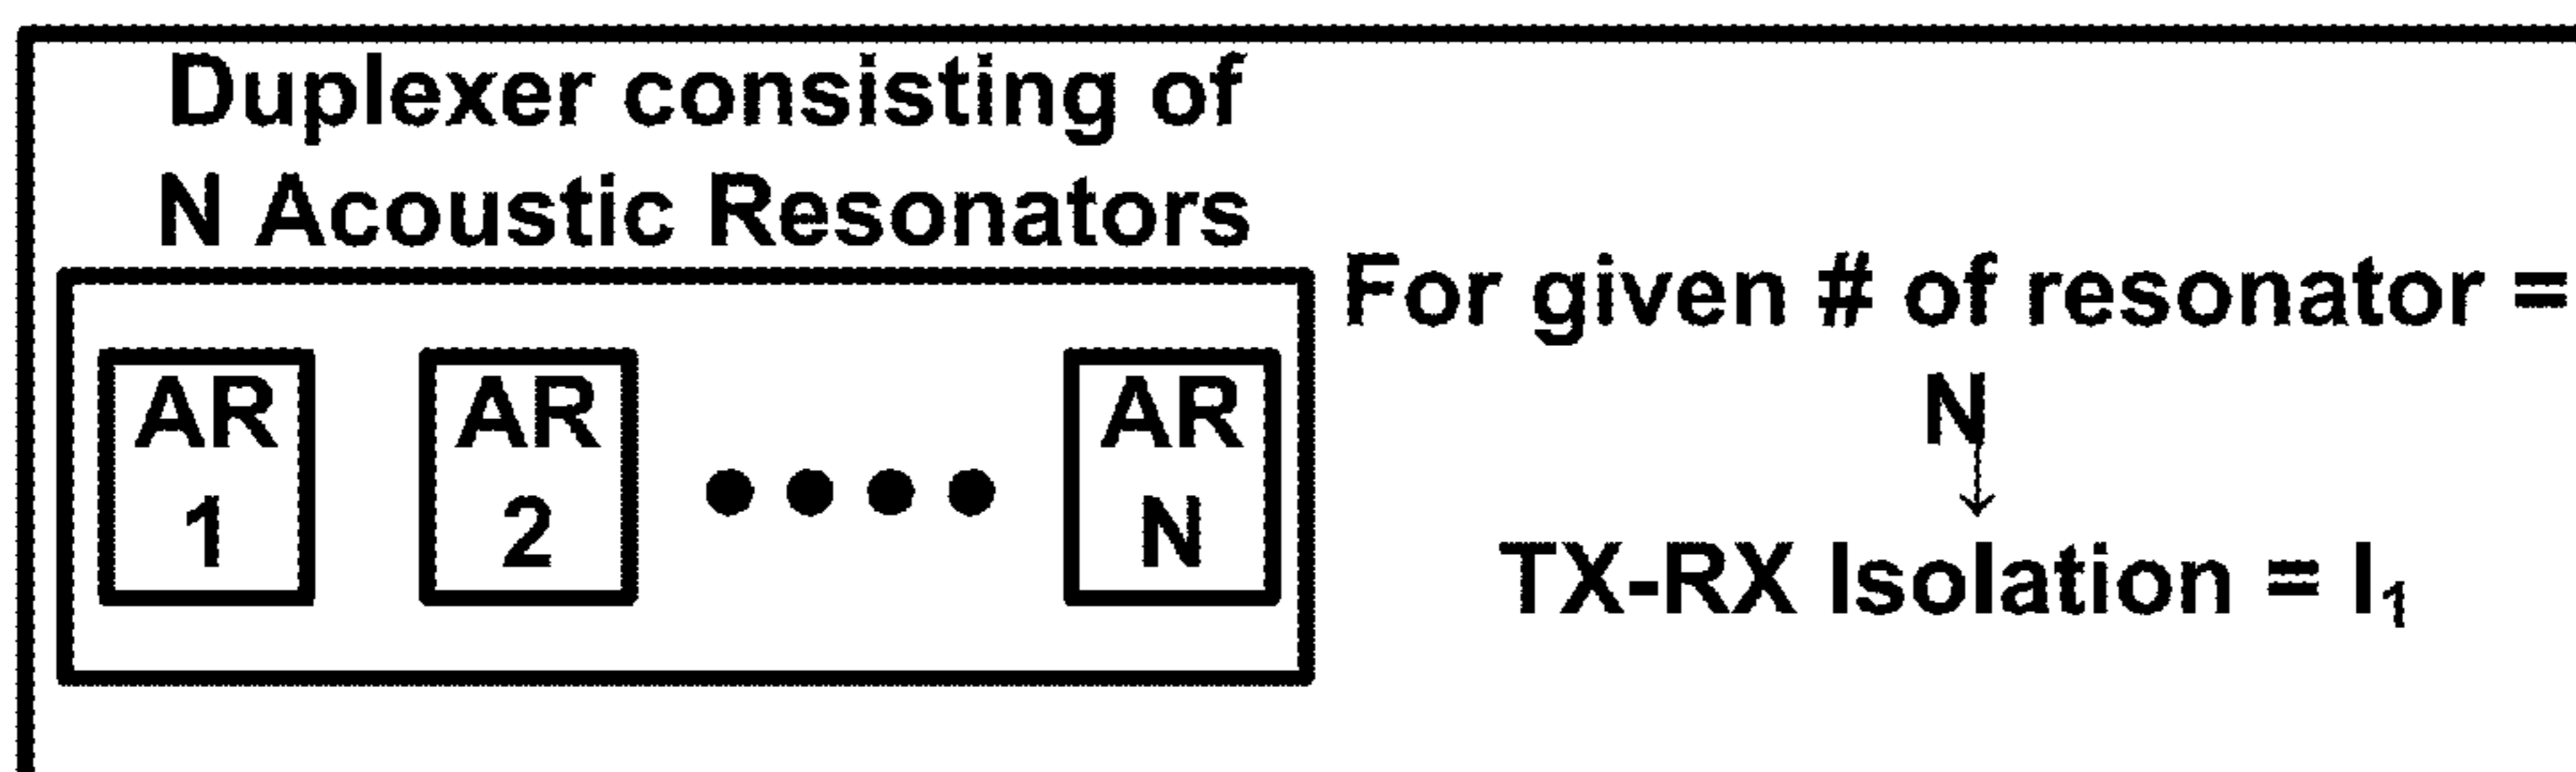 Duplexer consisting of
N Acoustic Resonators
AR
1
AR
2
AR
N
For given # of resonator =
N
TX-RX Isolation = I₁